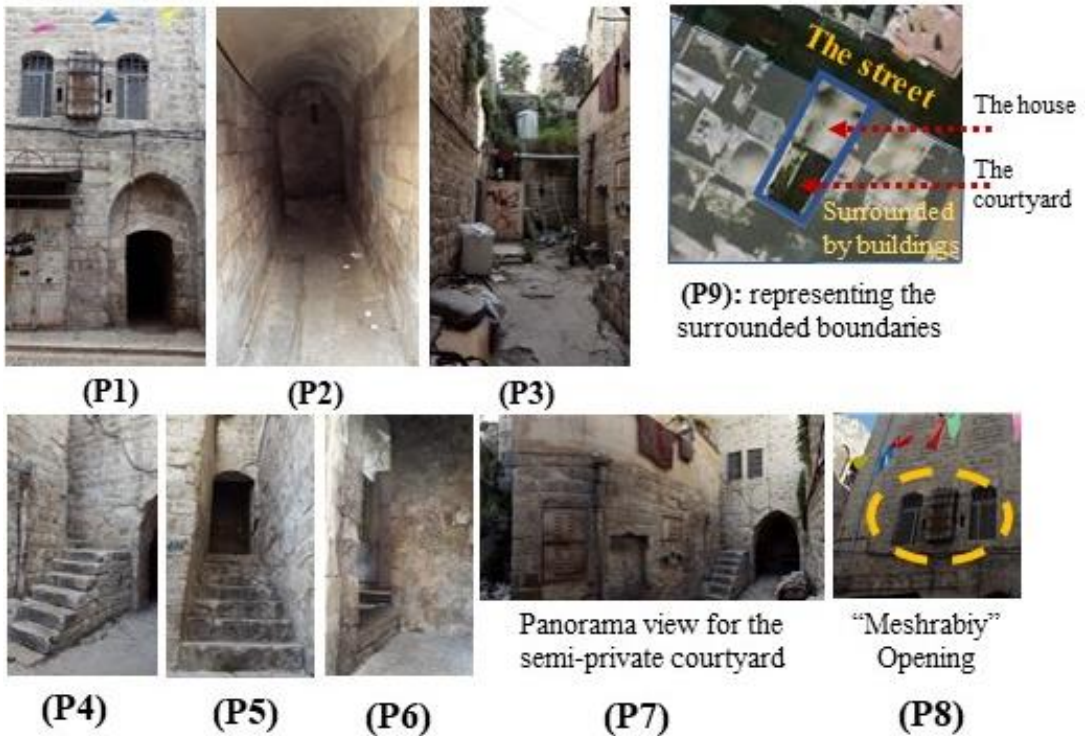 The street
The house
The
courtyard
Surrounded
by buildings
(P9): representing the
surrounded boundaries
(P1)
(P2)
(P3)
Panorama view for the
semi-private courtyard
“Meshrabiy”
Opening
(P4)
(P5)
(P6)
(P7)
(P8)